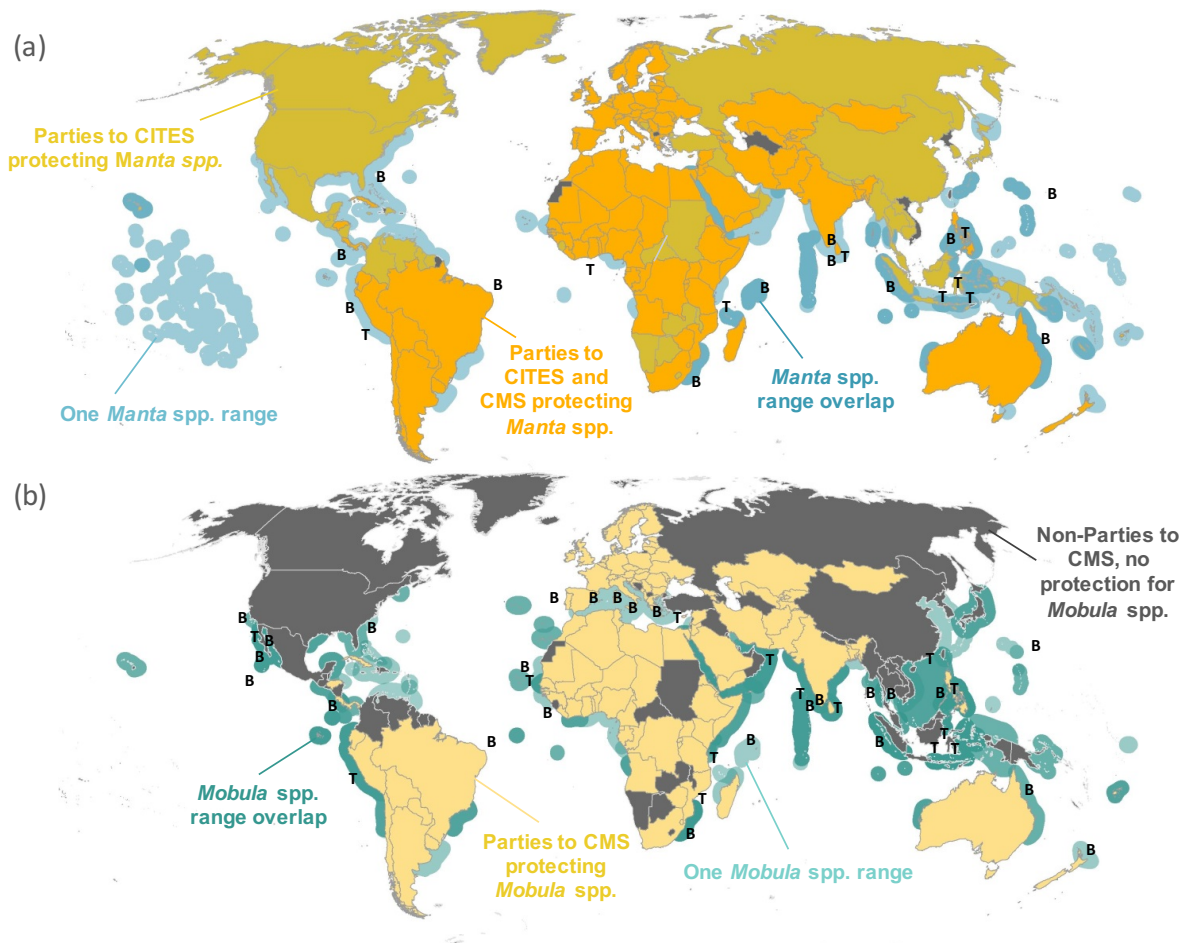 (a)
Parties to CITES
protecting Manta spp.
B
B
T
B
B
B
T
B
T
B
T
B
B
T
T
T
B
One Manta spp. range
T
Parties to
CITES and
CMS protecting
Manta spp.
B
Manta spp.
range overlap
B
(b)
Non-Parties to
CMS, no
protection for
Mobula spp.
B
B
B
B
B
T
B
T
B
B
B
B
B
T
T
B
T
B
T
B
B
T
B
B
B
T
B
B
B
B
B
T
T
T
T
T
Mobula spp.
range overlap
T
B
Parties to CMS
protecting
Mobula spp.
B
One Mobula spp. range
B